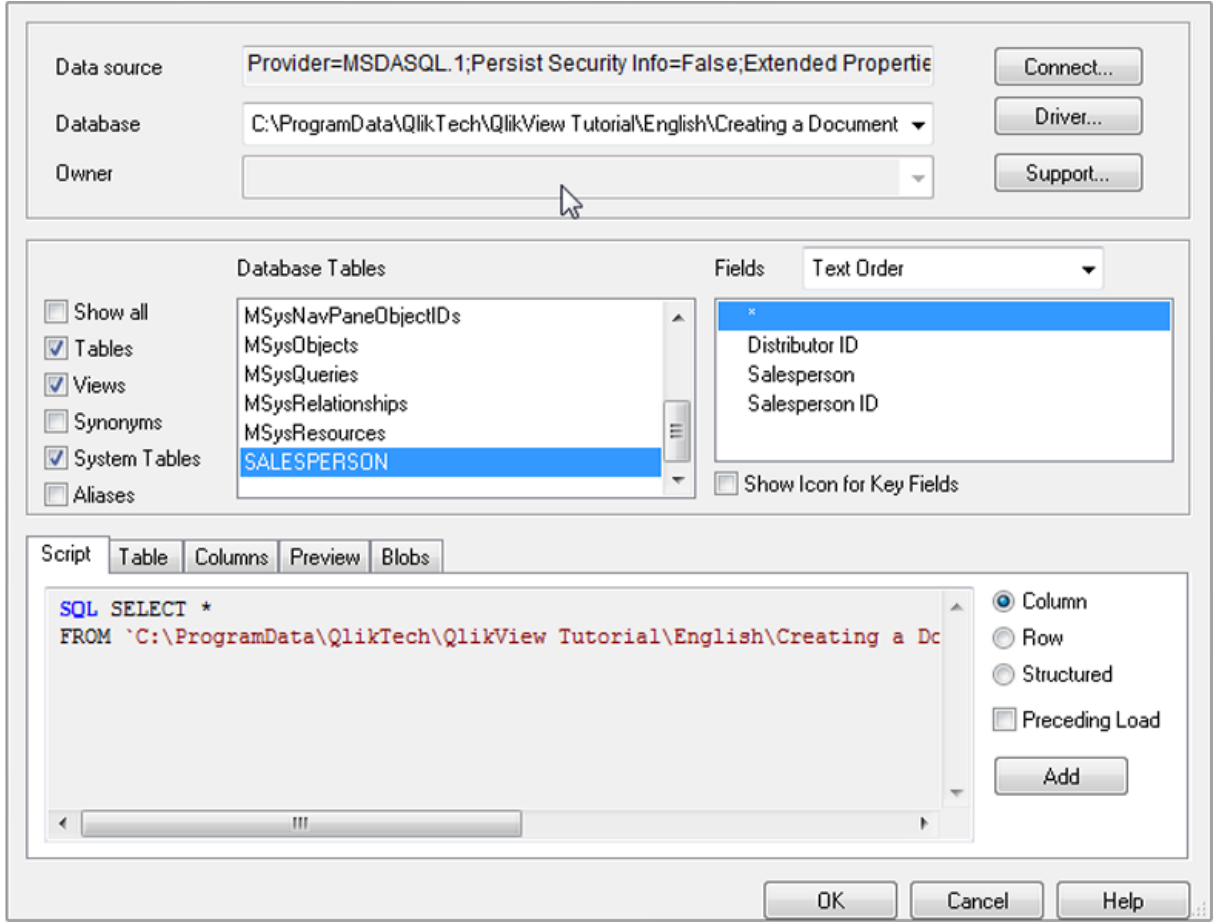 Data source
Provider=MSDASQL.1;Persist Security Info=False;Extended Propertie
Connect...
Database
C:\ProgramData\QlikTech\QlikView Tutorial\English\Creating a Document
Driver...
Owner
Support...
Database Tables
Fields
Text Order
Show all
Tables
Views
Synonyms
System Tables
Aliases
MSysNavPaneObjectIDs
MSysObjects
MSysQueries
MSysRelationships
MSysResources
SALESPERSON
*
Distributor ID
Salesperson
Salesperson ID
Show Icon for Key Fields
Script
Table
Columns
Preview
Blobs
SQL SELECT *
FROM `C:\ProgramData\QlikTech\QlikView Tutorial\English\Creating a Do
Column
Row
Structured
Preceding Load
Add
OK
Cancel
Help